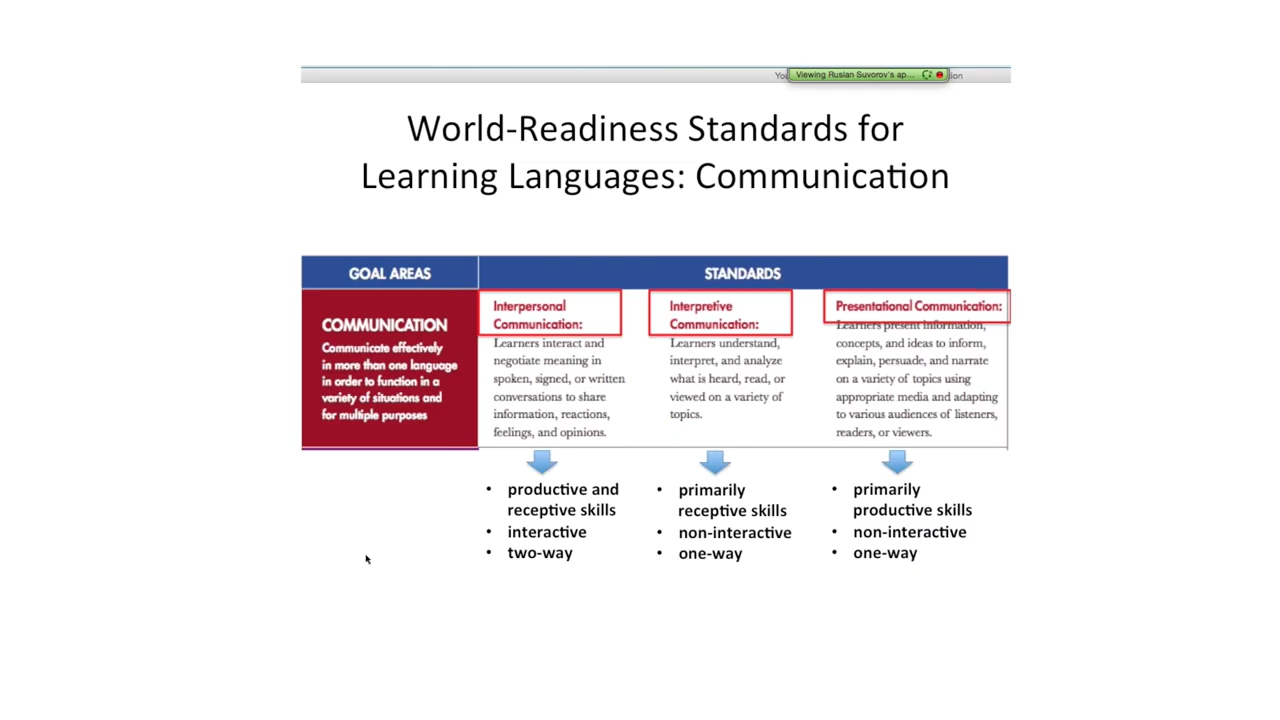 You
Viewing Ruslan Suvorov's ap...
ion
World-Readiness Standards for
Learning Languages: Communication
GOAL AREAS
STANDARDS
COMMUNICATION
Communicate effectively
in more than one language
in order to function in a
variety of situations and
for multiple purposes
Interpersonal
Communication:
Learners interact and
negotiate meaning in
spoken, signed, or written
conversations to share
information, reactions,
feelings, and opinions.
Interpretive
Communication:
Learners understand,
interpret, and analyze
what is heard, read, or
viewed on a variety of
topics.
Presentational Communication:
Learners present information,
concepts, and ideas to inform,
explain, persuade, and narrate
on a variety of topics using
appropriate media and adapting
to various audiences of listeners,
readers, or viewers.
• productive and
receptive skills
• interactive
• two-way
• primarily
receptive skills
• non-interactive
• one-way
• primarily
productive skills
• non-interactive
• one-way